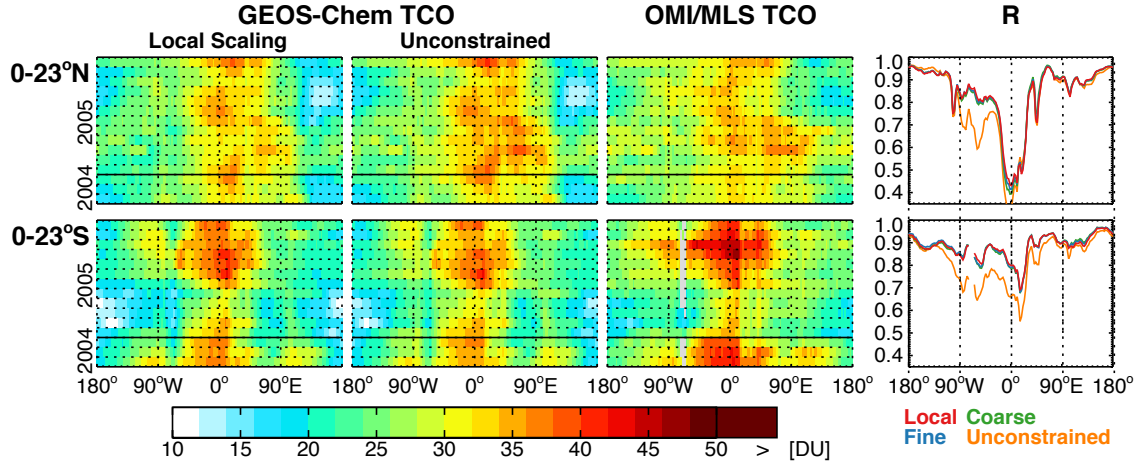 GEOS-Chem TCO OMI/MLS TCO R
Local Scaling Unconstrained
0-23°N
2005
2004
1.0
0.9
0.8
0.7
0.6
0.5
0.4
0-23°S
2005
2004
1.0
0.9
0.8
0.7
0.6
0.5
0.4
180° 90°W 0° 90°E 180° 90°W 0° 90°E 180° 90°W 0° 90°E 180° 180° 90°W 0° 90°E 180°
10 15 20 25 30 35 40 45 50 > [DU]
Local Coarse
Fine Unconstrained